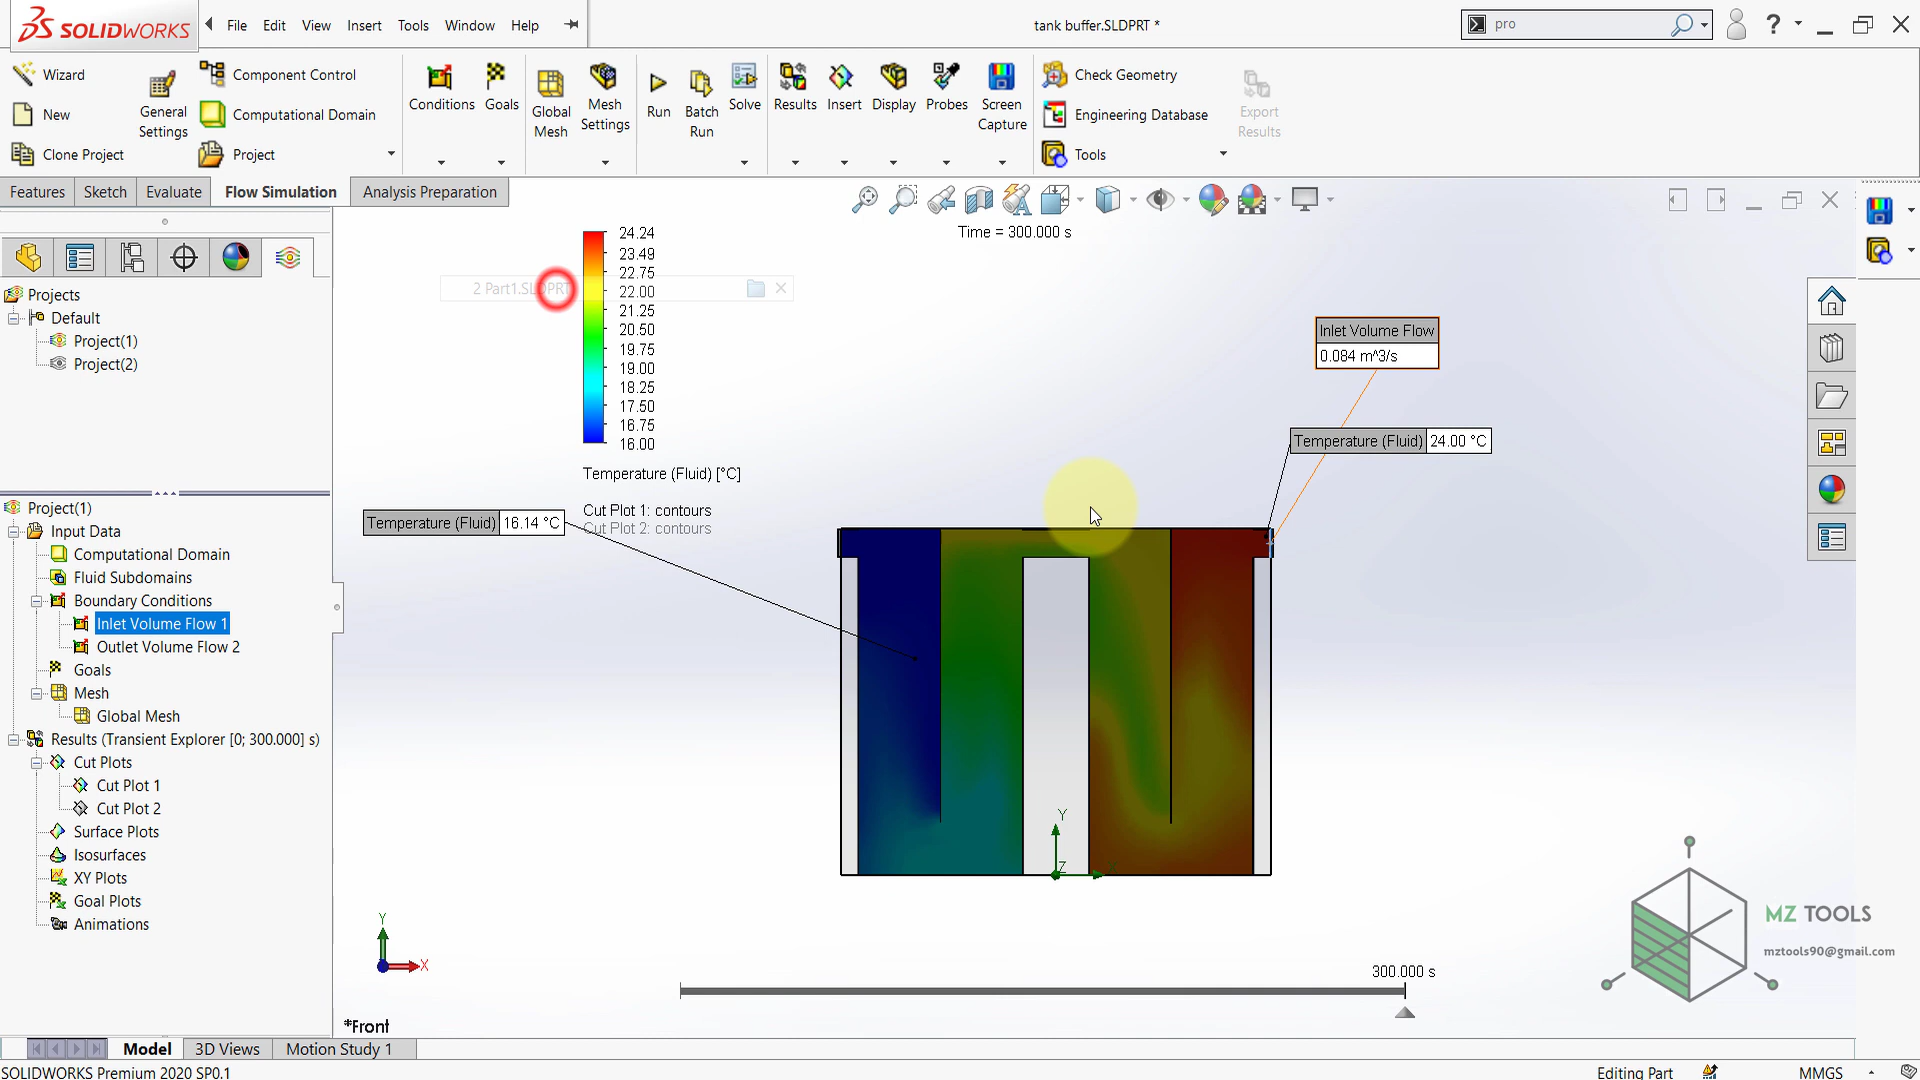 SOLIDWORKS
File Edit View Insert Tools Window Help
tank buffer.SLDPRT *
pro
Wizard
New
Clone Project
General Settings
Component Control
Computational Domain
Project
Conditions
Goals
Global Mesh
Mesh Settings
Run
Batch Run
Solve
Results
Insert
Display
Probes
Screen Capture
Check Geometry
Engineering Database
Tools
Export Results
Features Sketch Evaluate Flow Simulation Analysis Preparation
Time = 300.000 s
24.24
23.49
22.75
22.00
21.25
20.50
19.75
19.00
18.25
17.50
16.75
16.00
Temperature (Fluid) [°C]
Cut Plot 1: contours
Cut Plot 2: contours
2 Part1.SLDPRT
Inlet Volume Flow
0.084 m^3/s
Temperature (Fluid) 24.00 °C
Temperature (Fluid) 16.14 °C
Projects
Default
Project(1)
Project(2)
Project(1)
Input Data
Computational Domain
Fluid Subdomains
Boundary Conditions
Inlet Volume Flow 1
Outlet Volume Flow 2
Goals
Mesh
Global Mesh
Results (Transient Explorer [0; 300.000] s)
Cut Plots
Cut Plot 1
Cut Plot 2
Surface Plots
Isosurfaces
XY Plots
Goal Plots
Animations
Y
Z
Y
X
300.000 s
MZ TOOLS
mztools90@gmail.com
*Front
Model 3D Views Motion Study 1
SOLIDWORKS Premium 2020 SP0.1
Editing Part
MMGS